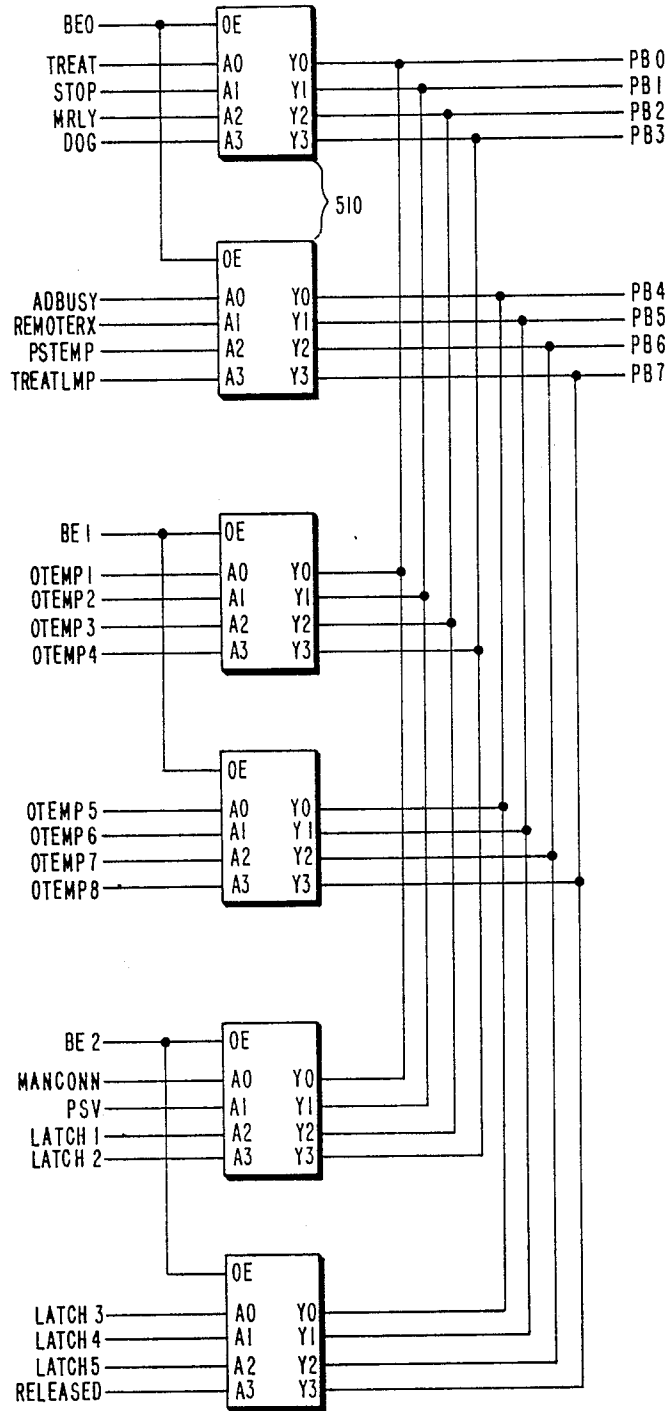 BE0 OE
TREAT A0 Y0 PB0
STOP A1 Y1 PB1
MRLY A2 Y2 PB2
DOG A3 Y3 PB3
510
OE
ADBUSY A0 Y0 PB4
REMOTERX A1 Y1 PB5
PSTEMP A2 Y2 PB6
TREATLMP A3 Y3 PB7
BE1 OE
OTEMP1 A0 Y0
OTEMP2 A1 Y1
OTEMP3 A2 Y2
OTEMP4 A3 Y3
OE
OTEMP5 A0 Y0
OTEMP6 A1 Y1
OTEMP7 A2 Y2
OTEMP8 A3 Y3
BE2 OE
MANCONN A0 Y0
PSV A1 Y1
LATCH 1 A2 Y2
LATCH 2 A3 Y3
OE
LATCH 3 A0 Y0
LATCH 4 A1 Y1
LATCH5 A2 Y2
RELEASED A3 Y3